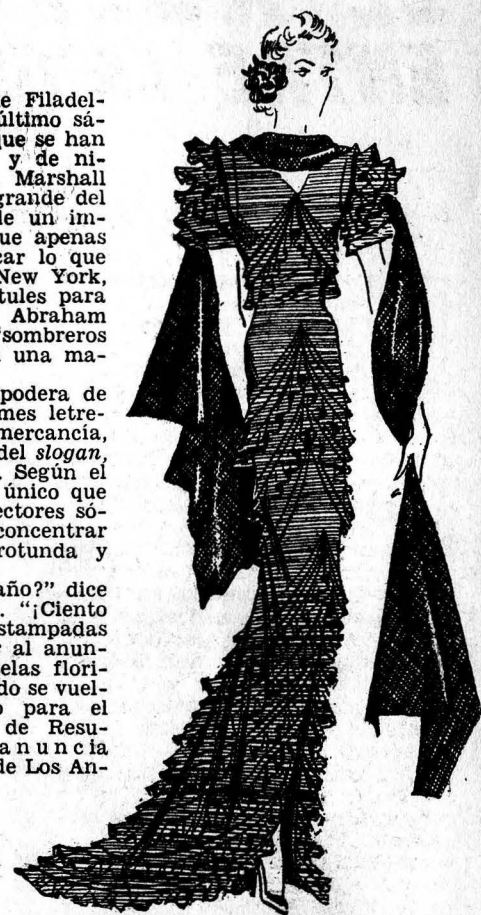 e Filadel-
último sá-
que se han
y de ni-
Marshall
grande del
de un im-
que apenas
car lo que
New York,
tules para
Abraham
"sombreros
una ma-
podera de
mes letre-
mercancía,
del slogan,
Según el
único que
ectores só-
concentrar
rotunda y
año?" dice
. "¡Ciento
stampadas
r al anun-
elas flori-
do se vuel-
o para el
de Resu-
anuncia
de Los An-